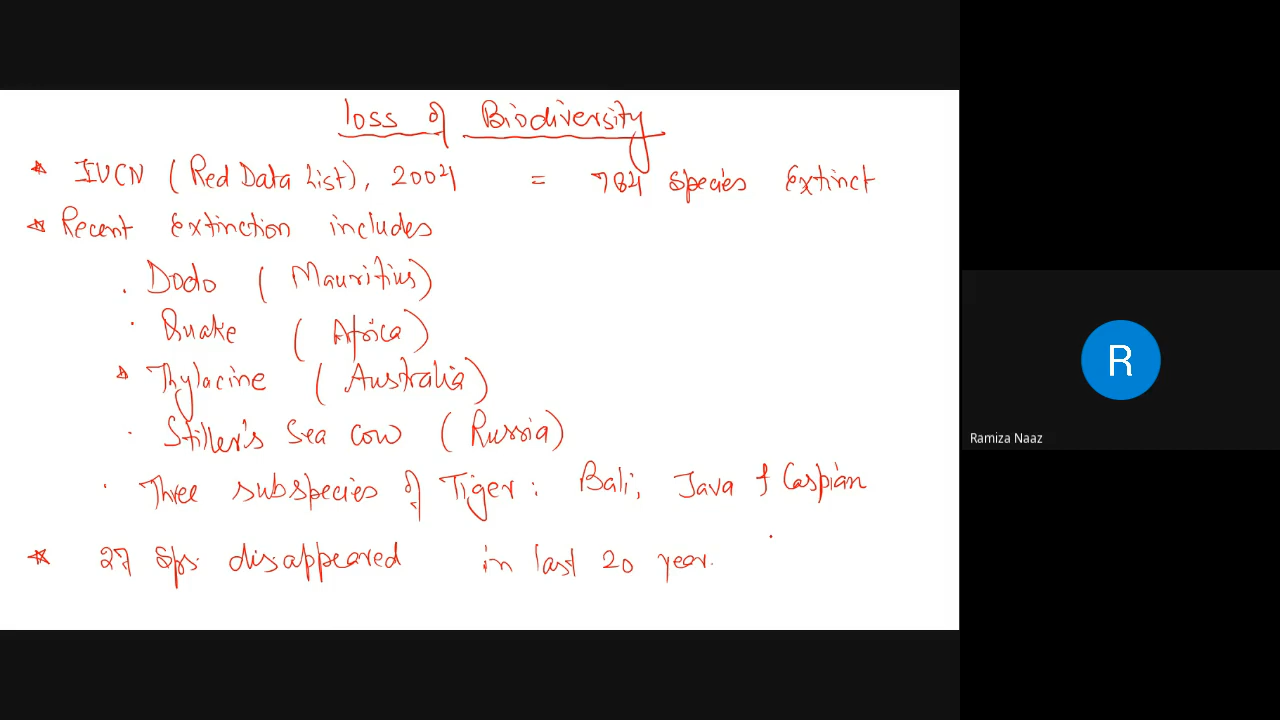 Loss of Biodiversity
* IUCN (Red Data List), 2004 = 784 Species Extinct
* Recent Extinction includes
. Dodo (Mauritius)
. Quake (Africa)
* Thylacine (Australia)
. Stiller's Sea Cow (Russia)
. Three subspecies of Tiger: Bali, Java & Caspian
* 27 Sps. disappeared in last 20 year.
R
Ramiza Naaz